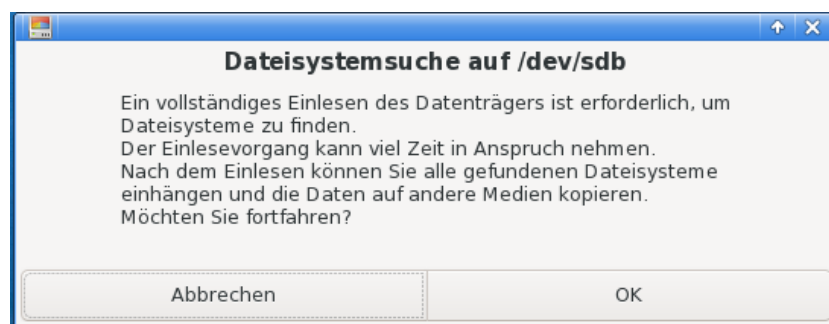 Dateisystemsuche auf /dev/sdb
Ein vollständiges Einlesen des Datenträgers ist erforderlich, um
Dateisysteme zu finden.
Der Einlesevorgang kann viel Zeit in Anspruch nehmen.
Nach dem Einlesen können Sie alle gefundenen Dateisysteme
einhängen und die Daten auf andere Medien kopieren.
Möchten Sie fortfahren?
Abbrechen
OK